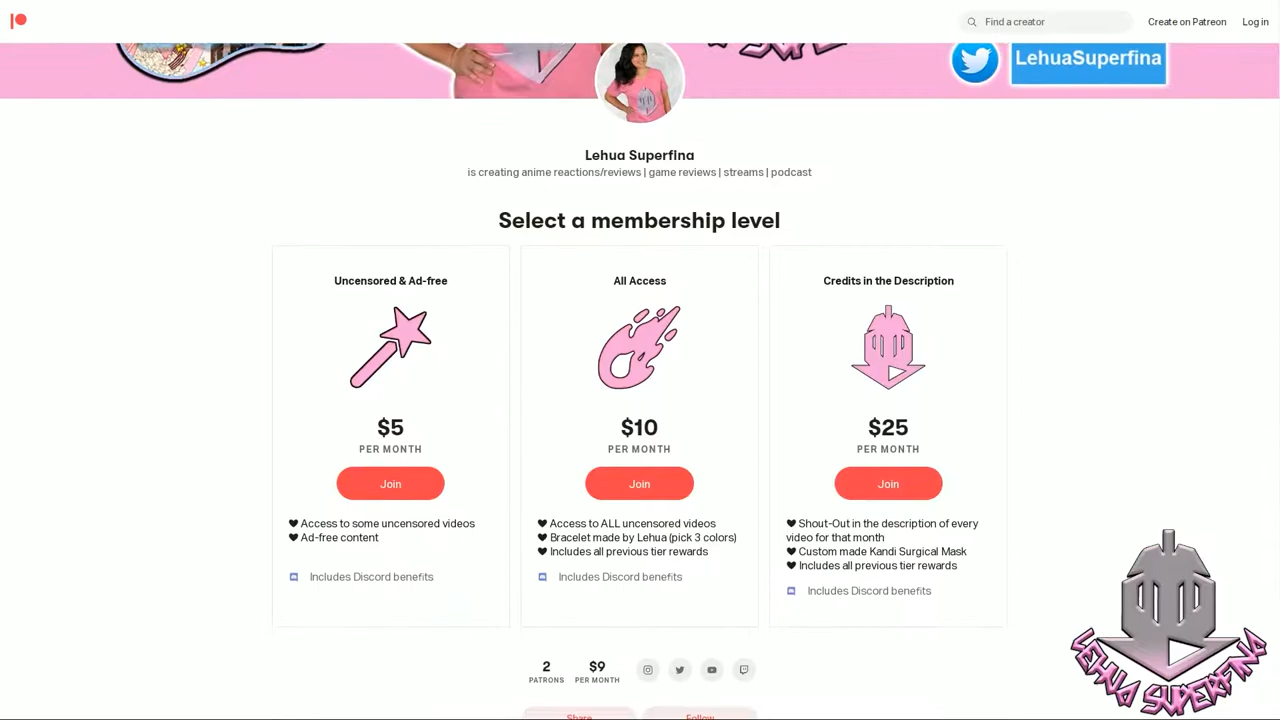 Find a creator
Create on Patreon
Log in
LehuaSuperfina
Lehua Superfina
is creating anime reactions/reviews | game reviews | streams | podcast
Select a membership level
Uncensored & Ad-free
$5
PER MONTH
Join
Access to some uncensored videos
Ad-free content
Includes Discord benefits
All Access
$10
PER MONTH
Join
Access to ALL uncensored videos
Bracelet made by Lehua (pick 3 colors)
Includes all previous tier rewards
Includes Discord benefits
Credits in the Description
$25
PER MONTH
Join
Shout-Out in the description of every
video for that month
Custom made Kandi Surgical Mask
Includes all previous tier rewards
Includes Discord benefits
2
PATRONS
$9
PER MONTH
Share
Follow
LEHUA SUPERFINA